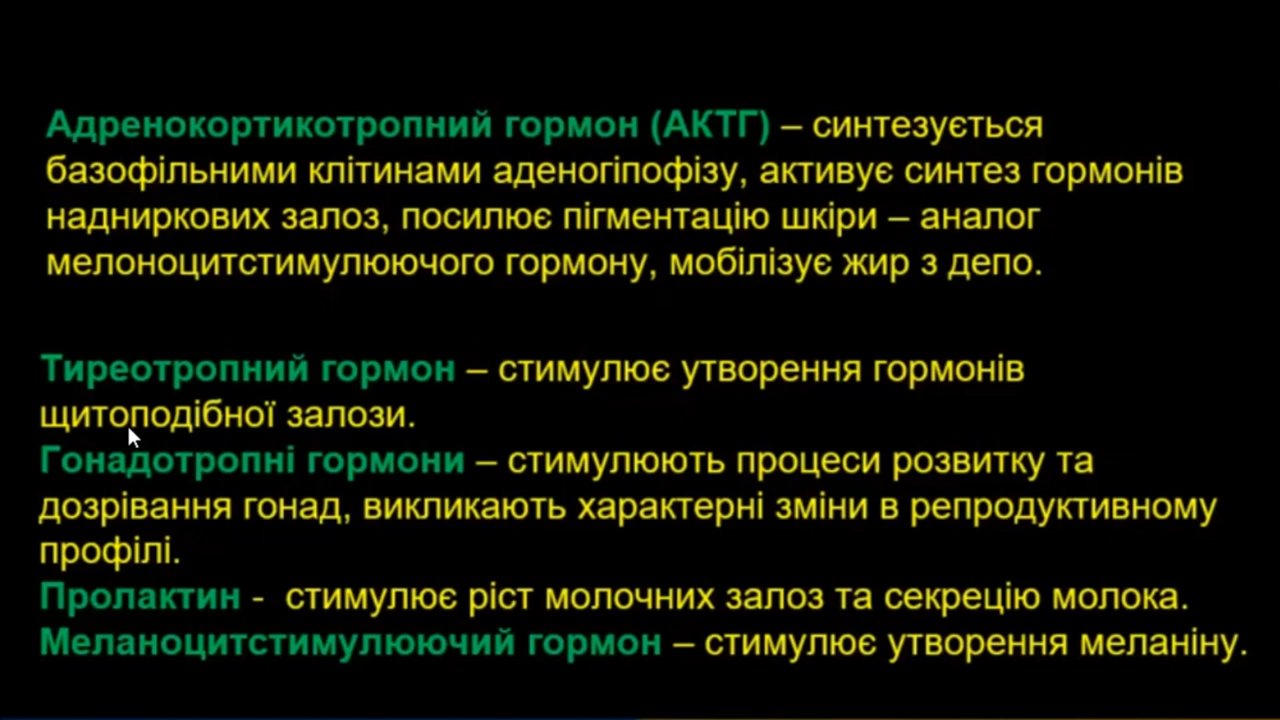 Адренокортикотропний гормон (АКТГ) – синтезується
базофільними клітинами аденогіпофізу, активує синтез гормонів
надниркових залоз, посилює пігментацію шкіри – аналог
мелоноцитстимулюючого гормону, мобілізує жир з депо.
Тиреотропний гормон – стимулює утворення гормонів
щитоподібної залози.
Гонадотропні гормони – стимулюють процеси розвитку та
дозрівання гонад, викликають характерні зміни в репродуктивному
профілі.
Пролактин - стимулює ріст молочних залоз та секрецію молока.
Меланоцитстимулюючий гормон – стимулює утворення меланіну.